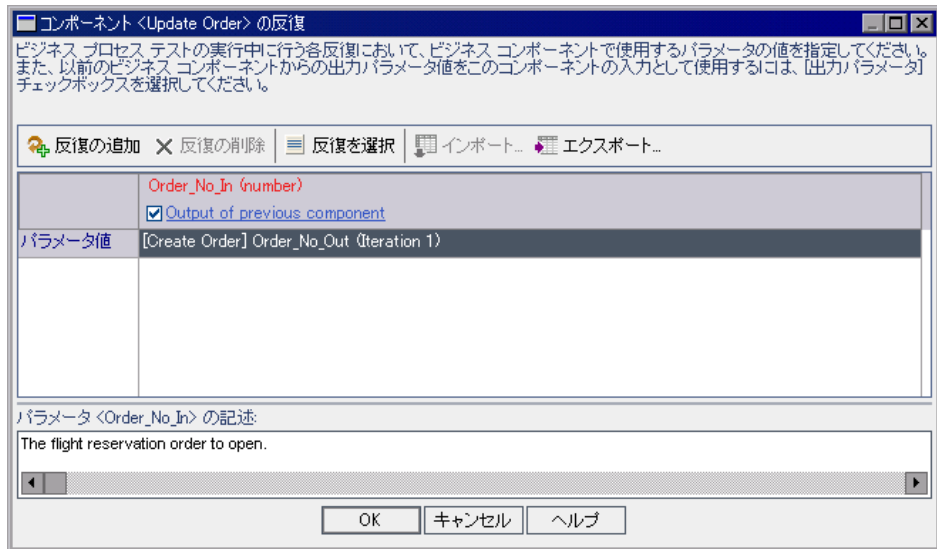 コンポーネント <Update Order> の反復
ビジネス プロセス テストの実行中に行う各反復において、ビジネス コンポーネントで使用するパラメータの値を指定してください。
また、以前のビジネス コンポーネントからの出力パラメータ値をこのコンポーネントの入力として使用するには、[出力パラメータ]
チェックボックスを選択してください。
反復の追加 反復の削除 反復を選択 インポート... エクスポート...
Order_No_In (number)
Output of previous component
パラメータ値 [Create Order] Order_No_Out (Iteration 1)
パラメータ <Order_No_In> の記述:
The flight reservation order to open.
OK キャンセル ヘルプ